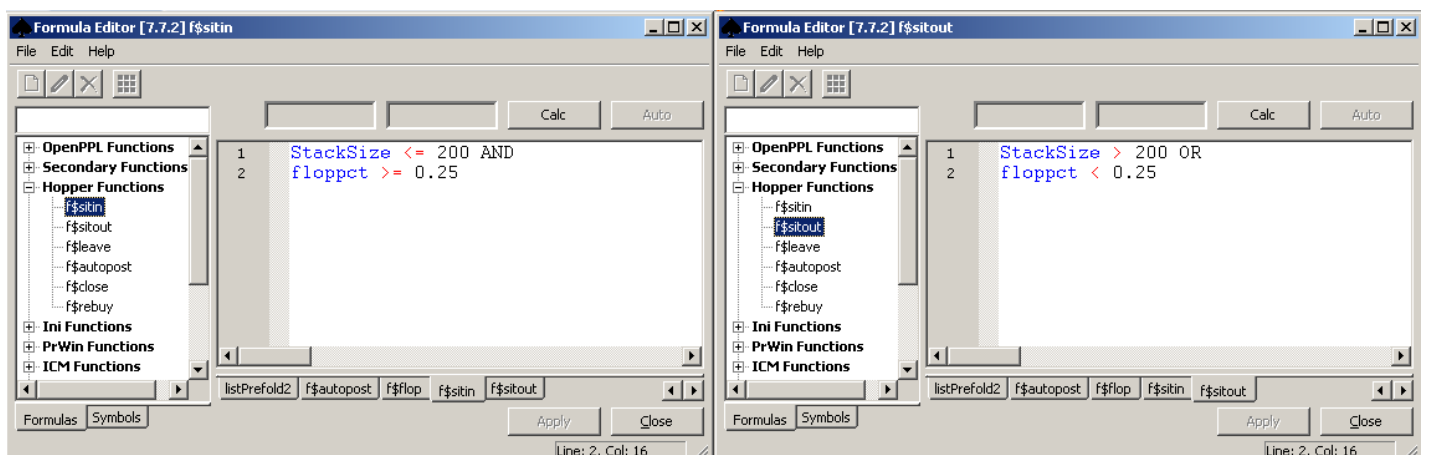 Formula Editor [7.7.2] f$sitin
File Edit Help
Calc Auto
OpenPPL Functions
Secondary Functions
Hopper Functions
f$sitin
f$sitout
f$leave
f$autopost
f$close
f$rebuy
Ini Functions
PrWin Functions
ICM Functions
1 StackSize <= 200 AND
2 floppct >= 0.25
listPrefold2 f$autopost f$flop f$sitin f$sitout
Formulas Symbols
Apply Close
Line: 2, Col: 16
Formula Editor [7.7.2] f$sitout
File Edit Help
Calc Auto
OpenPPL Functions
Secondary Functions
Hopper Functions
f$sitin
f$sitout
f$leave
f$autopost
f$close
f$rebuy
Ini Functions
PrWin Functions
ICM Functions
1 StackSize > 200 OR
2 floppct < 0.25
listPrefold2 f$autopost f$flop f$sitin f$sitout
Formulas Symbols
Apply Close
Line: 2, Col: 16